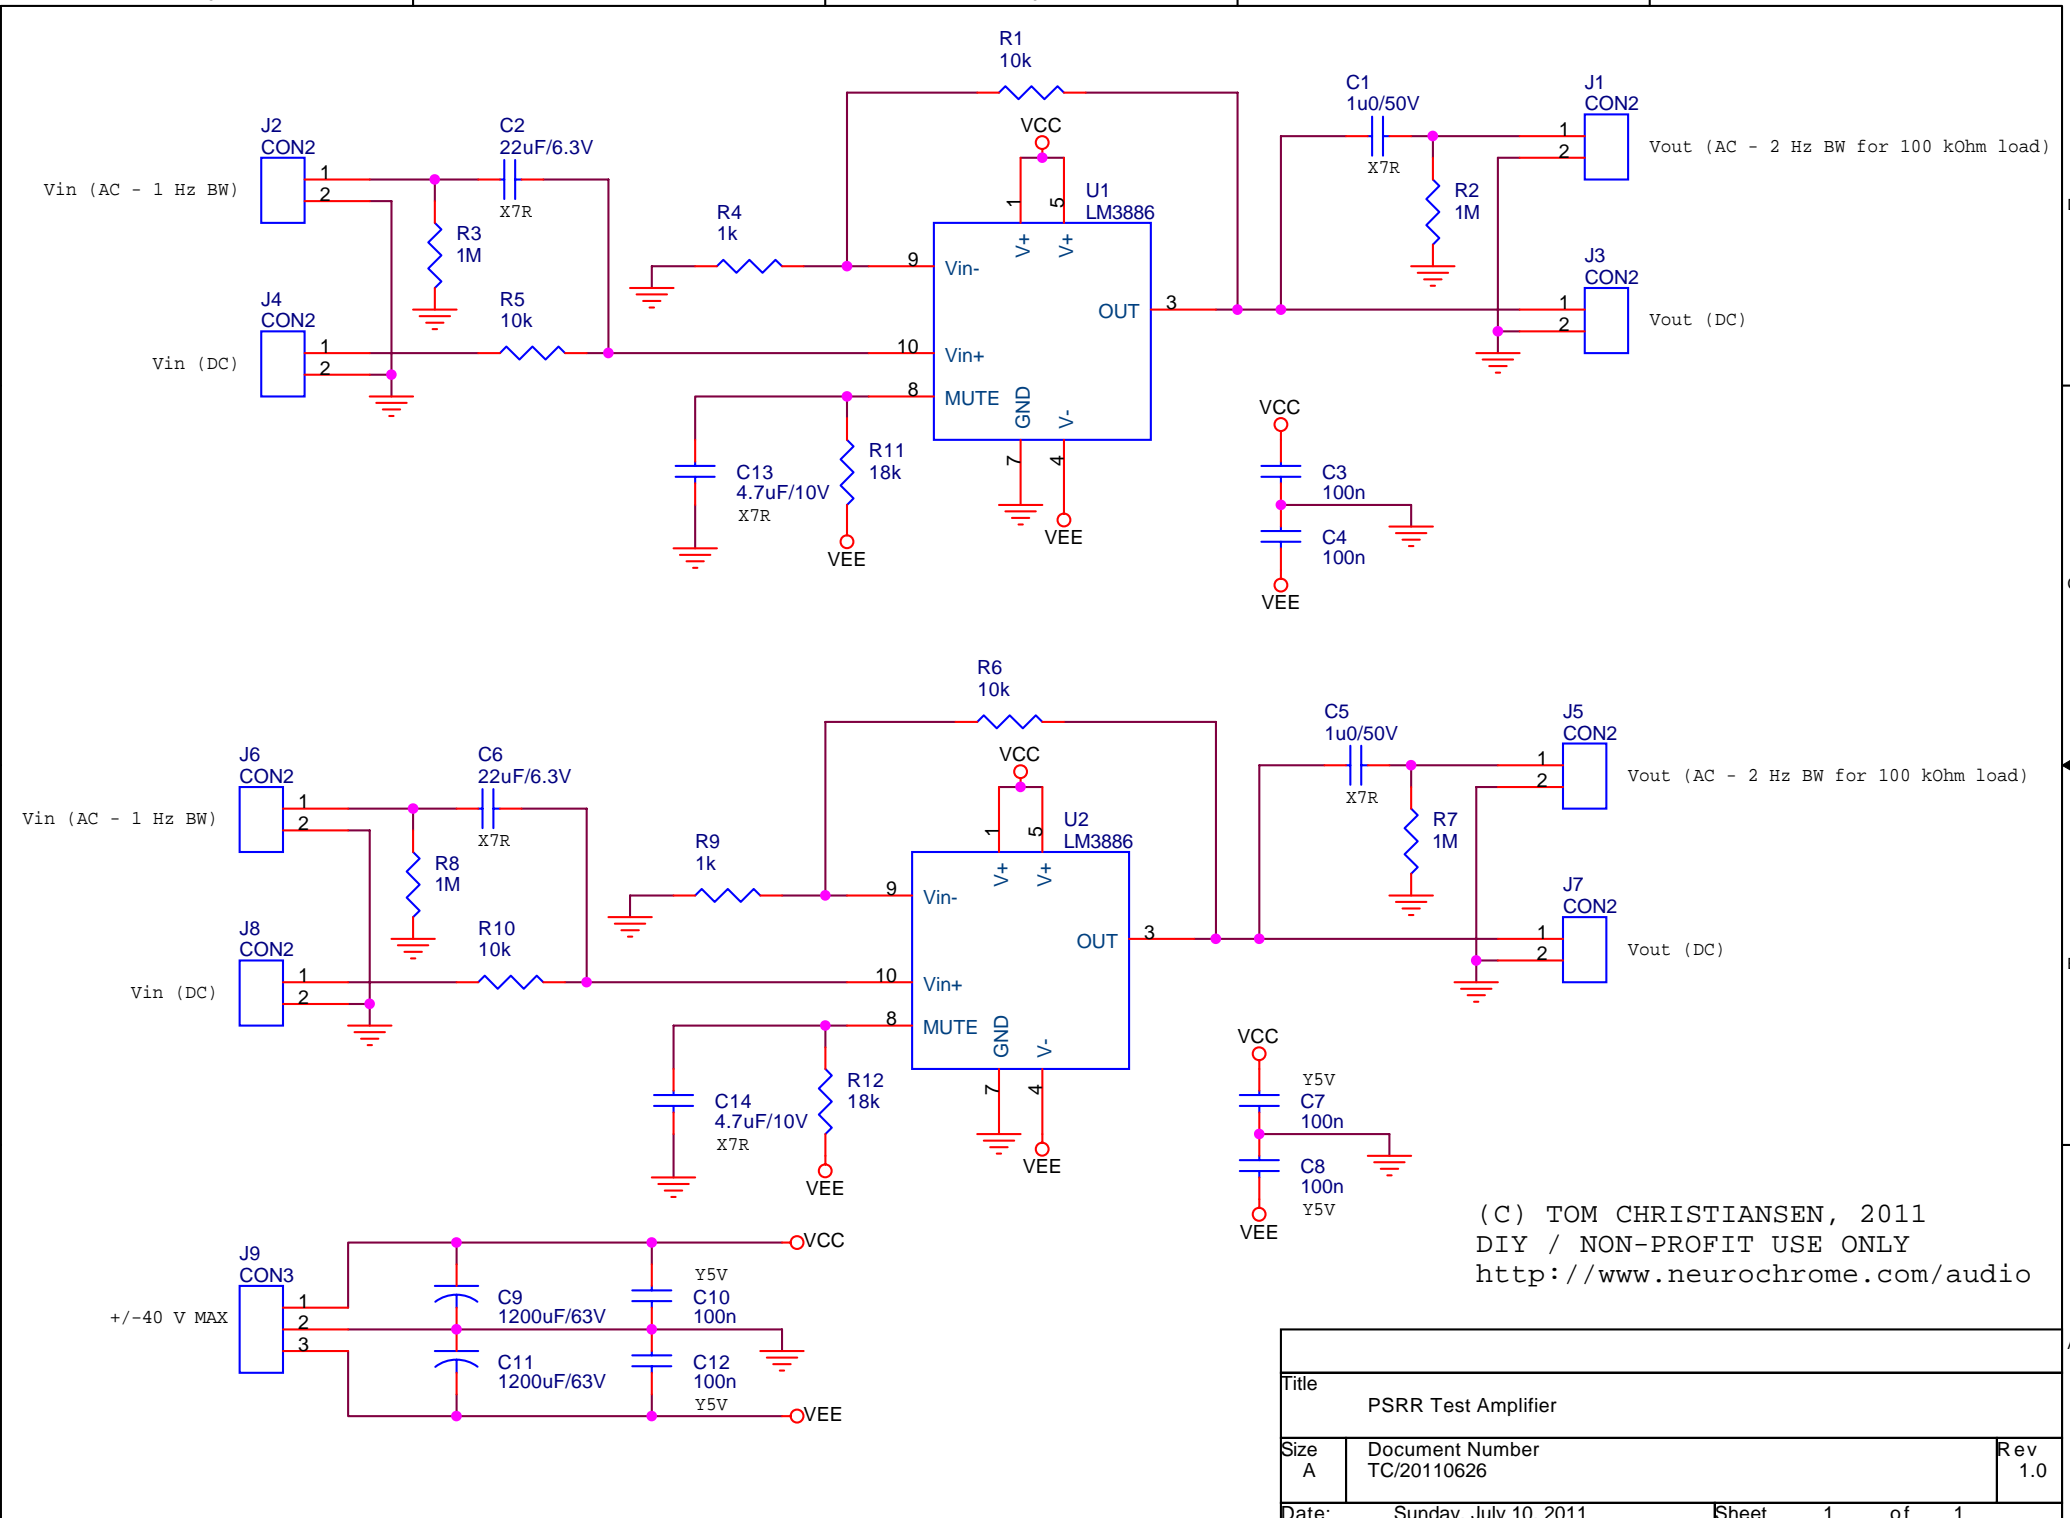 R1
10k
C1
1u0/50V
X7R
J1
CON2
1
2
Vout (AC - 2 Hz BW for 100 kOhm load)
J2
CON2
1
2
Vin (AC - 1 Hz BW)
C2
22uF/6.3V
X7R
VCC
R3
1M
R4
1k
U1
LM3886
1
5
V+
V+
9
Vin-
OUT
3
10
Vin+
8
MUTE
GND
V-
7
4
VEE
R2
1M
J3
CON2
1
2
Vout (DC)
J4
CON2
1
2
Vin (DC)
R5
10k
C13
4.7uF/10V
X7R
R11
18k
VEE
VCC
C3
100n
C4
100n
VEE
R6
10k
C5
1u0/50V
X7R
J5
CON2
1
2
Vout (AC - 2 Hz BW for 100 kOhm load)
J6
CON2
1
2
Vin (AC - 1 Hz BW)
C6
22uF/6.3V
X7R
VCC
R8
1M
R9
1k
U2
LM3886
1
5
V+
V+
9
Vin-
OUT
3
10
Vin+
8
MUTE
GND
V-
7
4
VEE
R7
1M
J7
CON2
1
2
Vout (DC)
J8
CON2
1
2
Vin (DC)
R10
10k
C14
4.7uF/10V
X7R
R12
18k
VEE
VCC
Y5V
C7
100n
C8
100n
Y5V
VEE
J9
CON3
1
2
3
+/-40 V MAX
VCC
C9
1200uF/63V
Y5V
C10
100n
C11
1200uF/63V
C12
100n
Y5V
VEE
(C) TOM CHRISTIANSEN, 2011
DIY / NON-PROFIT USE ONLY
http://www.neurochrome.com/audio
Title
PSRR Test Amplifier
Size
A
Document Number
TC/20110626
Rev
1.0
Date:
Sunday, July 10, 2011
Sheet
1
of
1